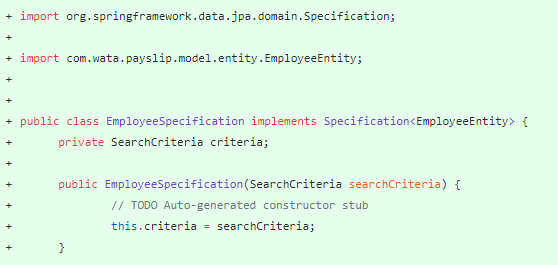 + import org.springframework.data.jpa.domain.Specification;
+
+ import com.wata.payslip.model.entity.EmployeeEntity;
+
+
+ public class EmployeeSpecification implements Specification<EmployeeEntity> {
+ private SearchCriteria criteria;
+
+ public EmployeeSpecification(SearchCriteria searchCriteria) {
+ // TODO Auto-generated constructor stub
+ this.criteria = searchCriteria;
+ }